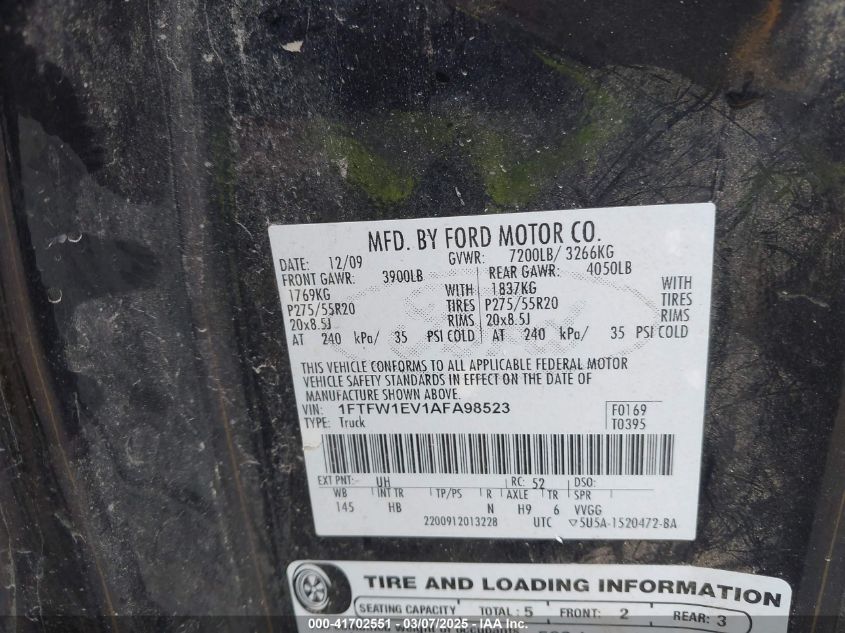 MFD. BY FORD MOTOR CO.
DATE: 12/09 GVWR: 7200LB/ 3266KG
FRONT GAWR: 3900LB REAR GAWR: 4050LB
1769KG WITH 1837KG WITH
P275/55R20 TIRES P275/55R20 TIRES
20x8.5J RIMS 20x8.5J RIMS
AT 240 kPa/ 35 PSI COLD AT 240 kPa/ 35 PSI COLD
THIS VEHICLE CONFORMS TO ALL APPLICABLE FEDERAL MOTOR
VEHICLE SAFETY STANDARDS IN EFFECT ON THE DATE OF
MANUFACTURE SHOWN ABOVE.
VIN: 1FTFW1EV1AFA98523 F0169
TYPE: Truck T0395
EXT PNT: UH RC: 52 DSO:
WB INT TR TP/PS R AXLE TR SPR
145 HB N H9 6 VVGG
2200912013228 UTC ▽5U5A-1520472-BA
TIRE AND LOADING INFORMATION
SEATING CAPACITY TOTAL: 5 FRONT: 2 REAR: 3
000-41702551 - 03/07/2025 - IAA Inc.